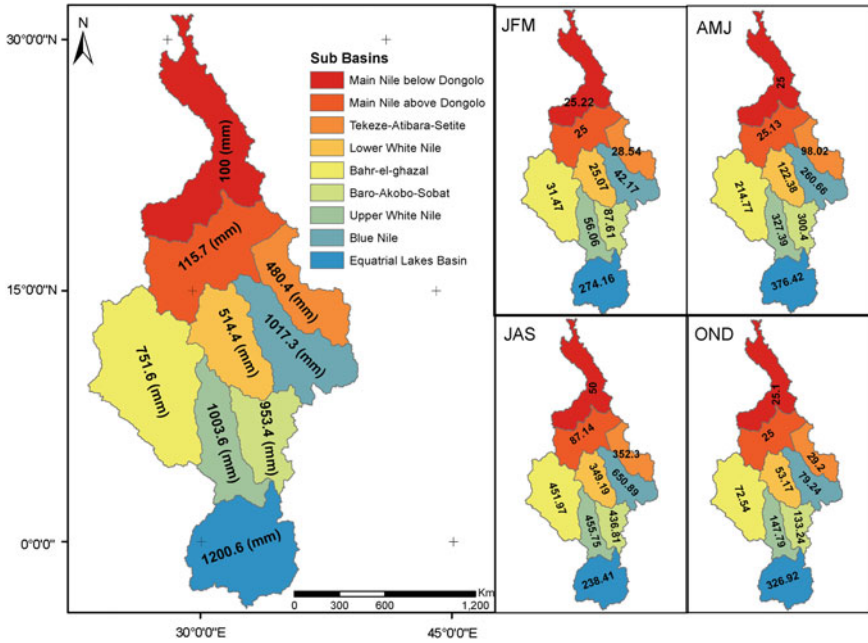 30°0'0"N
N
Sub Basins
Main Nile below Dongolo
Main Nile above Dongolo
Tekeze-Atibara-Setite
Lower White Nile
Bahr-el-ghazal
Baro-Akobo-Sobat
Upper White Nile
Blue Nile
Equatrial Lakes Basin
100 (mm)
115.7 (mm)
480.4 (mm)
15°0'0"N
514.4 (mm)
1017.3 (mm)
751.6 (mm)
1003.6 (mm)
953.4 (mm)
0°0'0"
1200.6 (mm)
Km
0 300 600 1,200
30°0'0"E
45°0'0"E
JFM
25.22
25
28.54
25.07
42.17
31.47
56.06
87.61
274.16
AMJ
25
25.13
98.02
122.38
260.66
214.77
327.39
300.4
376.42
JAS
50
87.14
352.3
349.19
650.89
451.97
455.75
436.81
238.41
OND
25.1
25
29.2
53.17
79.24
72.54
147.79
133.24
326.92